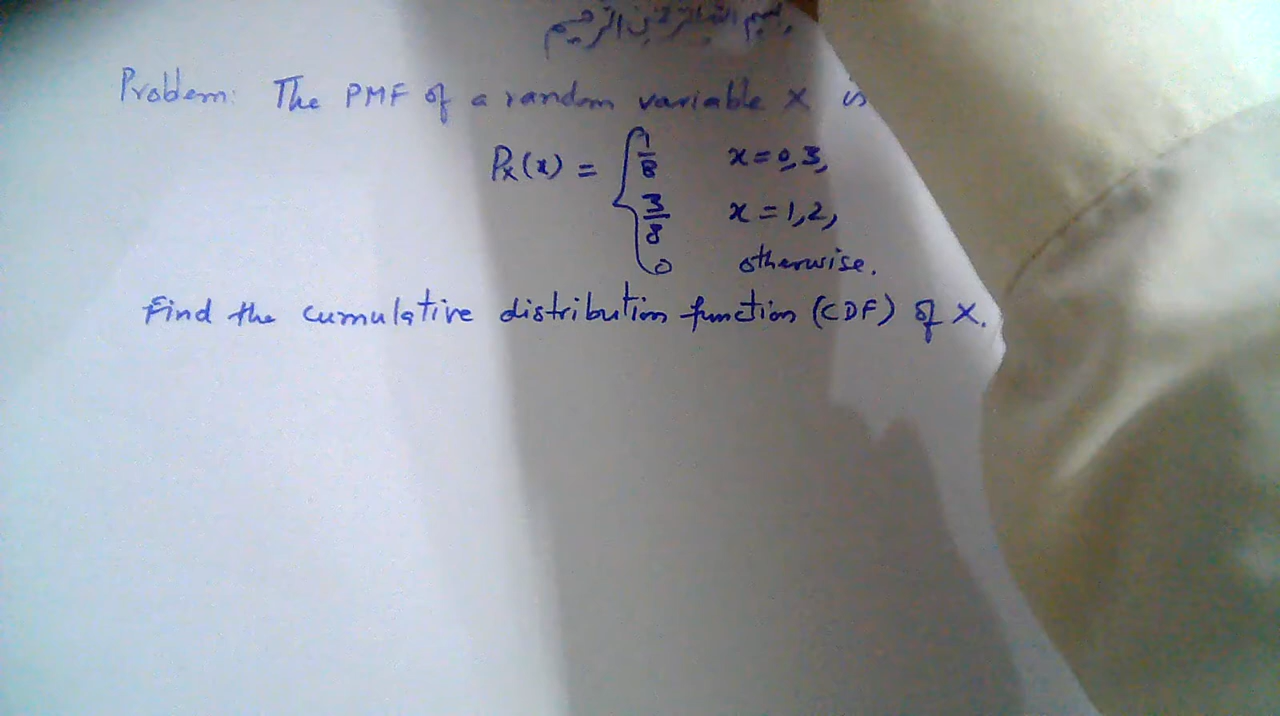 بسم الله الرحمن الرحيم
Problem: The PMF of a random variable X is
Px(x) = { 1/8 x=0,3,
3/8 x=1,2,
0 otherwise.
Find the cumulative distribution function (CDF) of X.